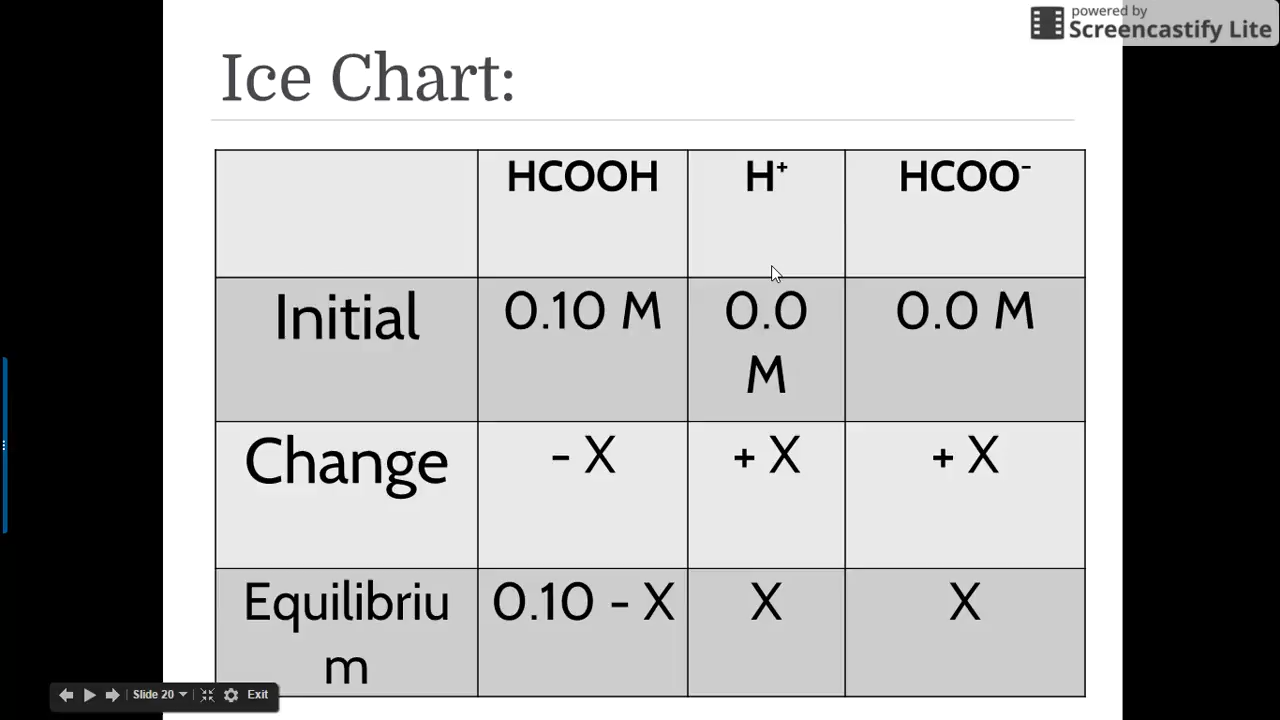 powered by
Screencastify Lite
Ice Chart:
HCOOH H⁺ HCOO⁻
Initial 0.10 M 0.0 M 0.0 M
Change - X + X + X
Equilibriu
m 0.10 - X X X
Slide 20 Exit